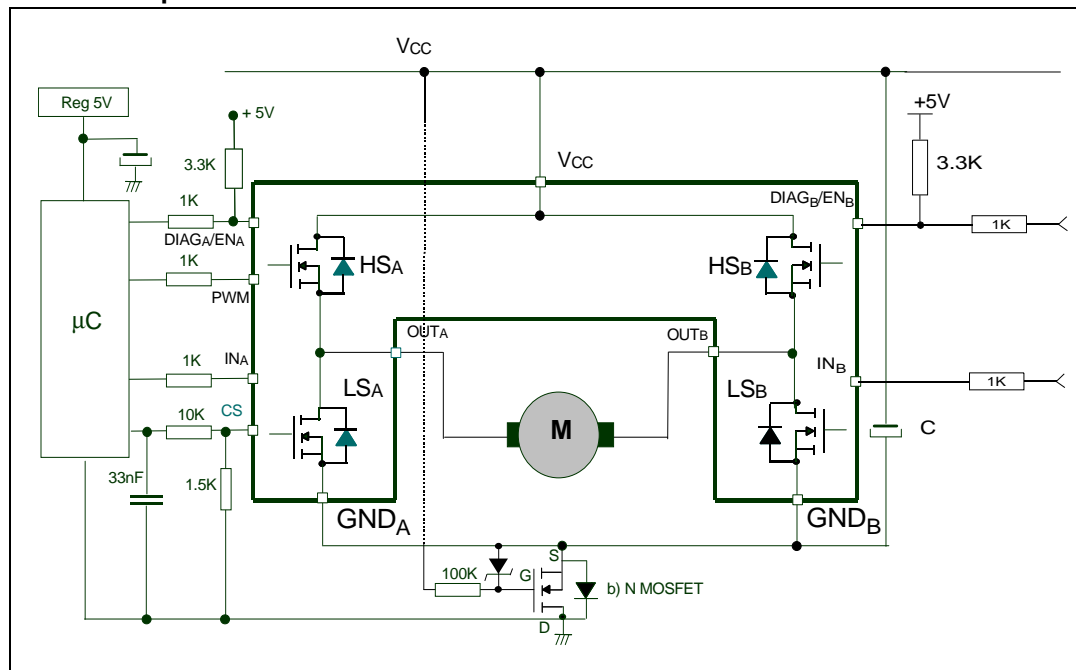 VCC
Reg 5V
+ 5V
+5V
3.3K
3.3K
VCC
1K
DIAGA/ENA
DIAGB/ENB
1K
1K
PWM
HSA
HSB
µC
OUTA
OUTB
1K
INA
INB
1K
LSA
LSB
10K
CS
M
C
33nF
1.5K
GNDA
GNDB
100K
G
S
D
b) N MOSFET